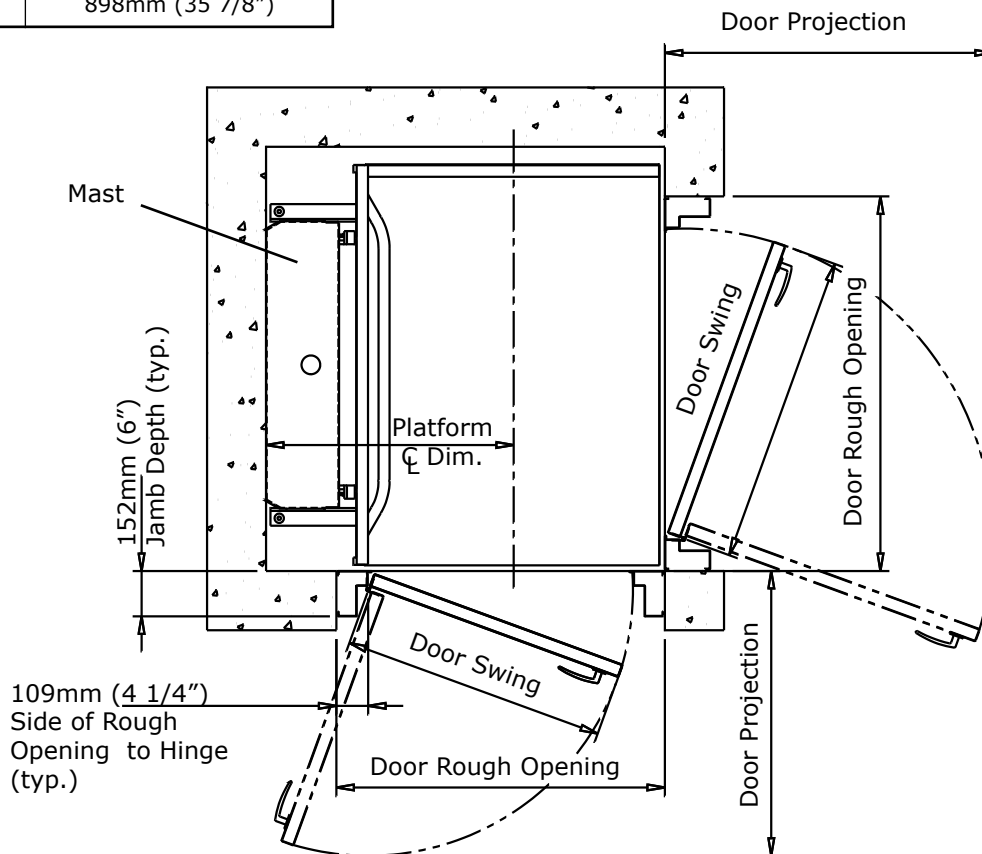 898mm (35 7/8”)
Door Projection
Mast
Door Swing
Door Rough Opening
152mm (6”)
Jamb Depth (typ.)
Platform
℄ Dim.
Door Swing
Door Projection
109mm (4 1/4”)
Side of Rough
Opening to Hinge
(typ.)
Door Rough Opening